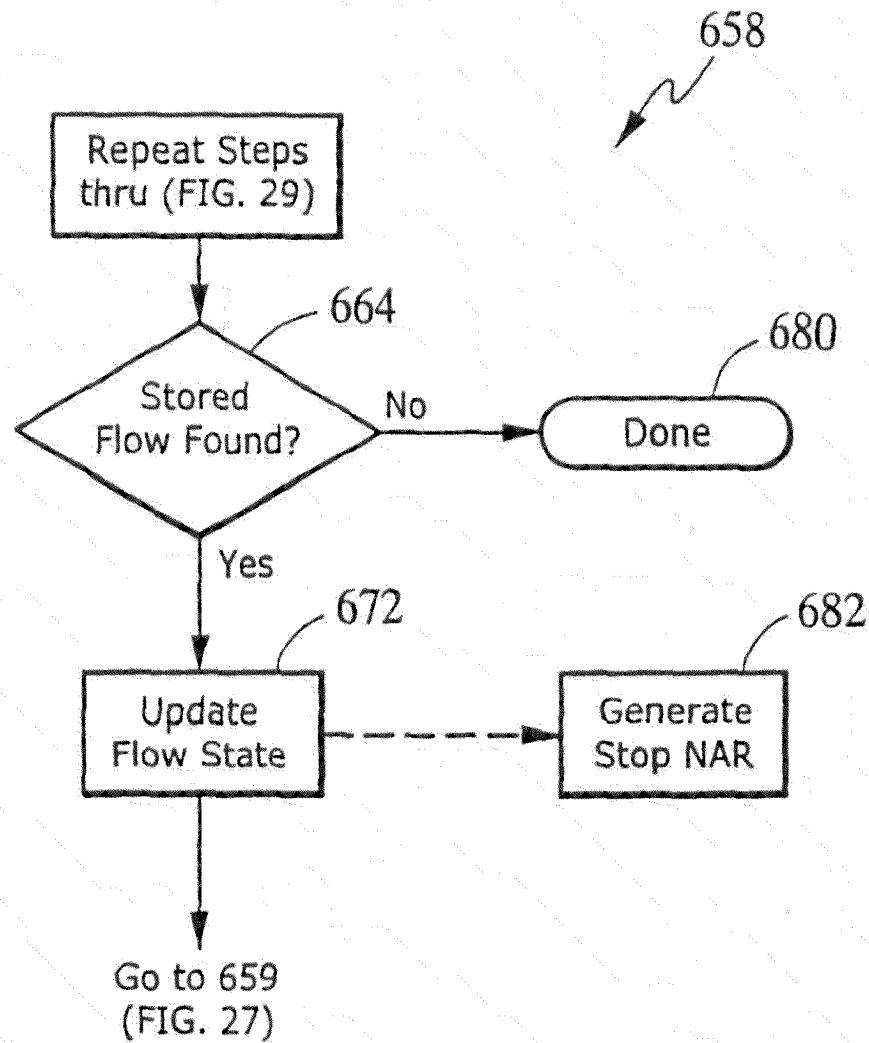 658
Repeat Steps
thru (FIG. 29)
664
Stored
Flow Found?
No
680
Done
Yes
672
Update
Flow State
682
Generate
Stop NAR
Go to 659
(FIG. 27)